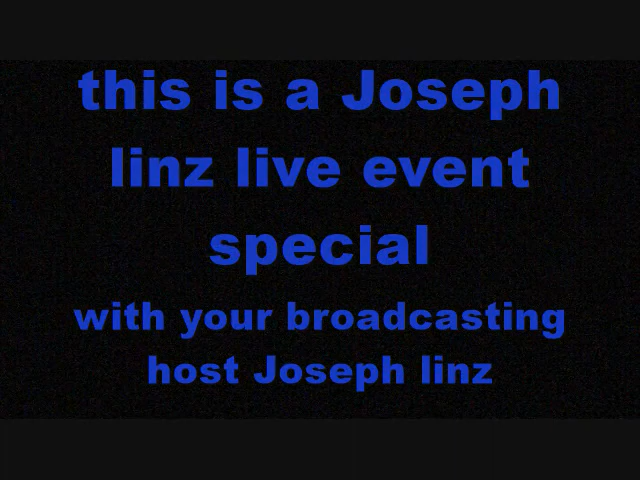 this is a Joseph
linz live event
special
with your broadcasting
host Joseph linz